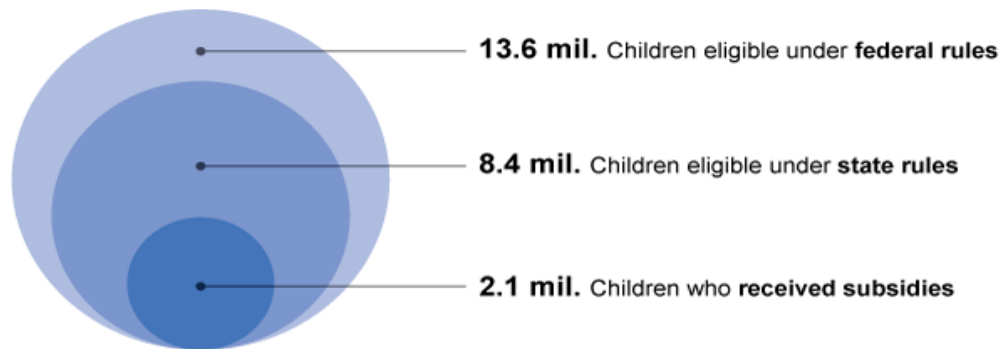 13.6 mil. Children eligible under federal rules
8.4 mil. Children eligible under state rules
2.1 mil. Children who received subsidies